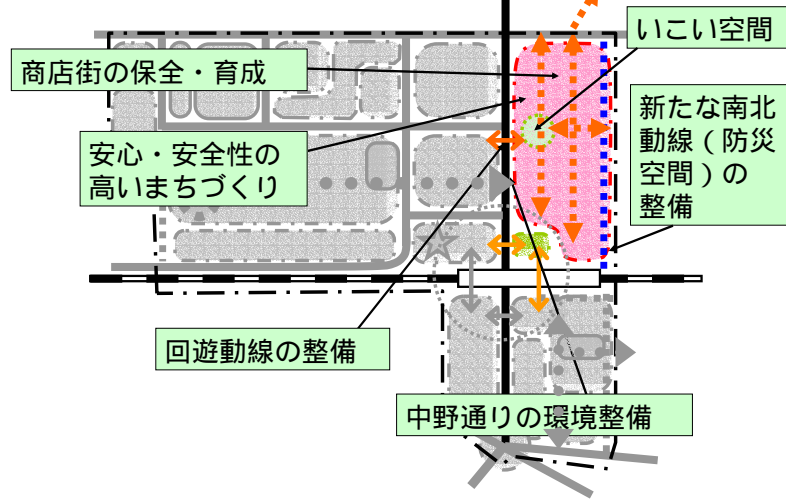 いこい空間
商店街の保全・育成
新たな南北
動線（防災
空間）の
整備
安心・安全性の
高いまちづくり
回遊動線の整備
中野通りの環境整備